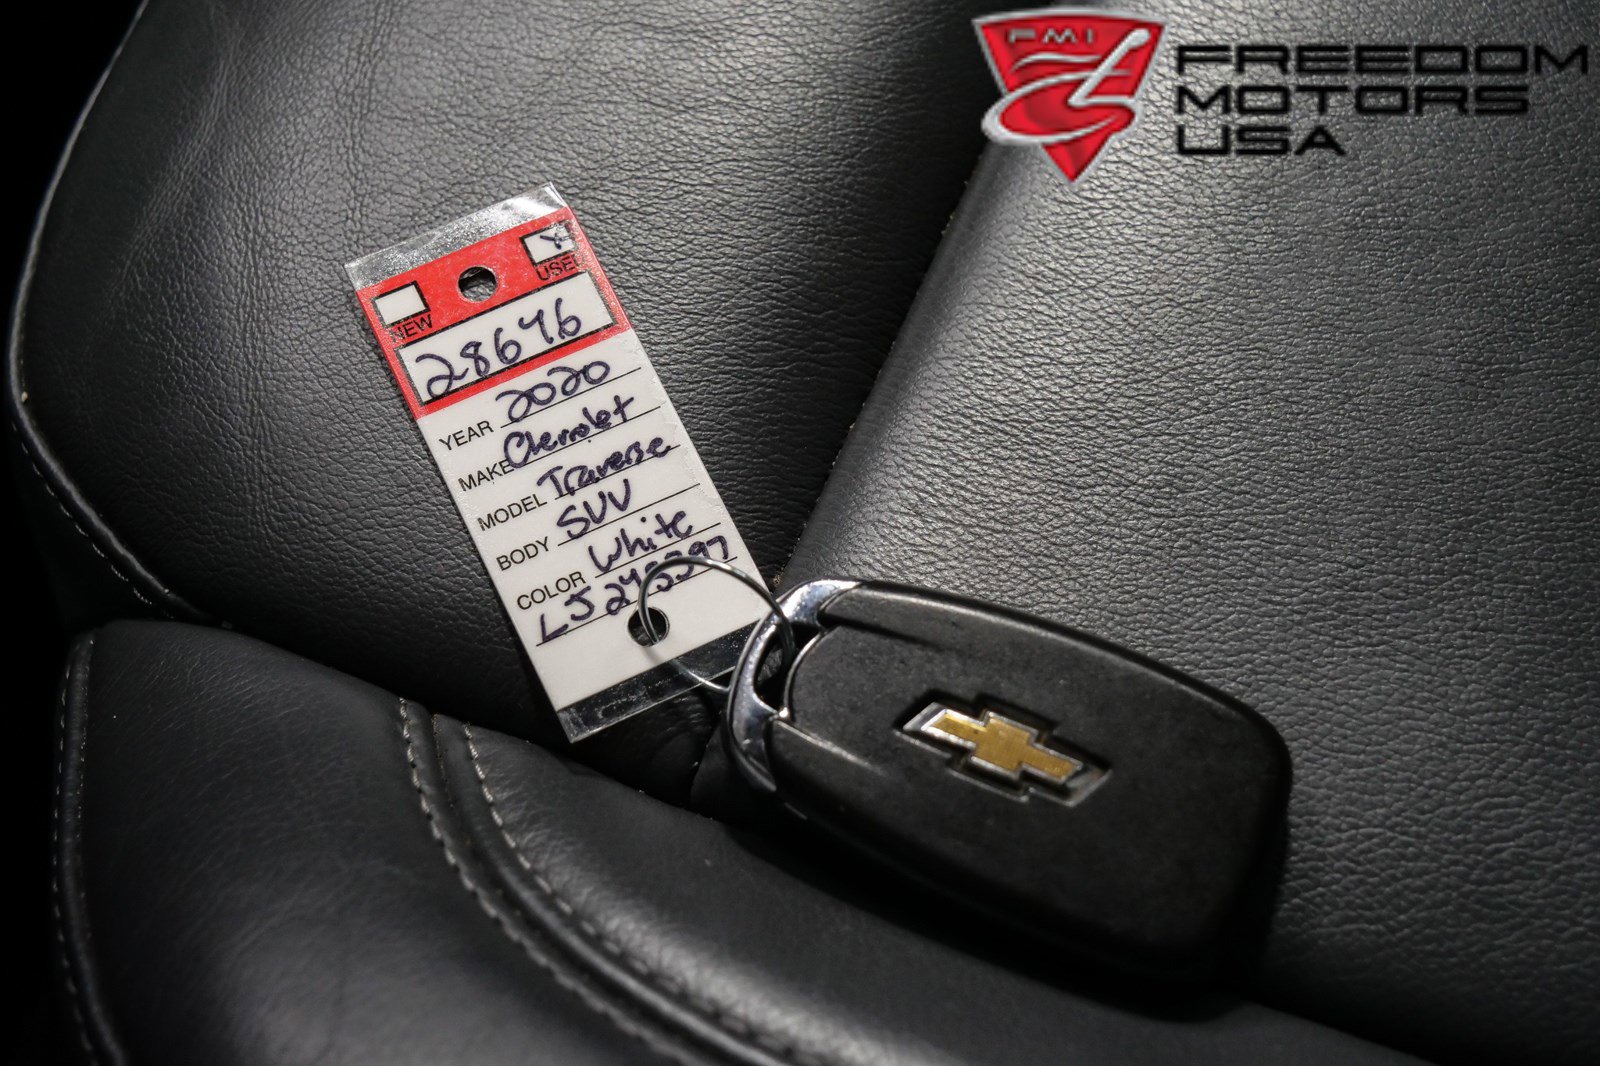 FMI
FREEDOM
MOTORS
USA
X
USED
NEW
28646
YEAR 2020
MAKE Chevrolet
MODEL Traverse
BODY SUV
COLOR White